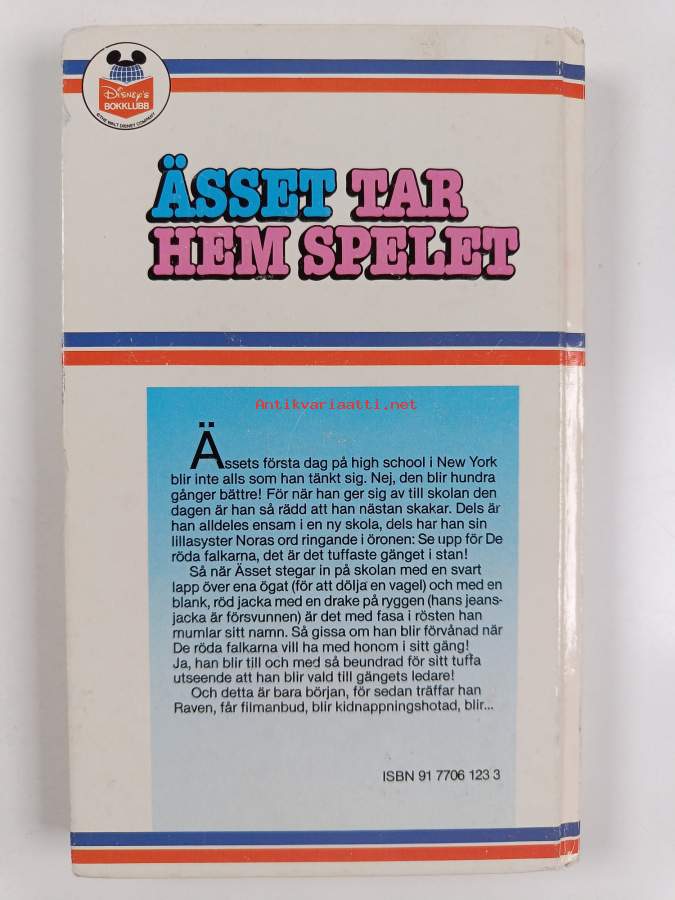 Disney's
BOKKLUBB
©THE WALT DISNEY COMPANY
ÄSSET TAR
HEM SPELET
Antikvariaatti.net
Ässets första dag på high school i New York
blir inte alls som han tänkt sig. Nej, den blir hundra
gånger bättre! För när han ger sig av till skolan den
dagen är han så rädd att han nästan skakar. Dels är
han alldeles ensam i en ny skola, dels har han sin
lillasyster Noras ord ringande i öronen: Se upp för De
röda falkarna, det är det tuffaste gänget i stan!
Så när Ässet stegar in på skolan med en svart
lapp över ena ögat (för att dölja en vagel) och med en
blank, röd jacka med en drake på ryggen (hans jeans-
jacka är försvunnen) är det med fasa i rösten han
mumlar sitt namn. Så gissa om han blir förvånad när
De röda falkarna vill ha med honom i sitt gäng!
Ja, han blir till och med så beundrad för sitt tuffa
utseende att han blir vald till gängets ledare!
Och detta är bara början, för sedan träffar han
Raven, får filmanbud, blir kidnappningshotad, blir...
ISBN 91 7706 123 3